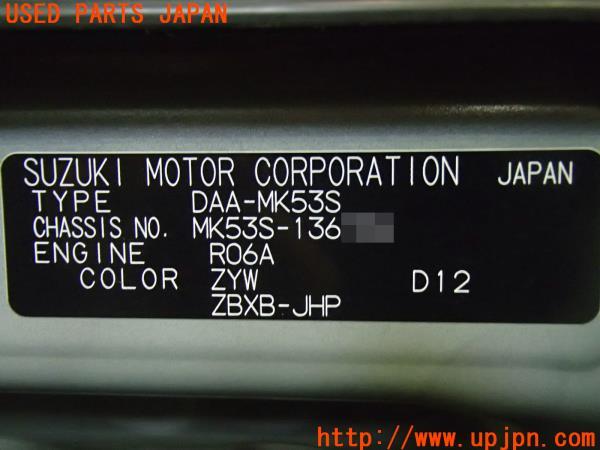 USED PARTS JAPAN
SUZUKI MOTOR CORPORATION JAPAN
TYPE DAA-MK53S
CHASSIS NO. MK53S-136
ENGINE R06A
COLOR ZYW D12
ZBXB-JHP
http://www.upjpn.com/